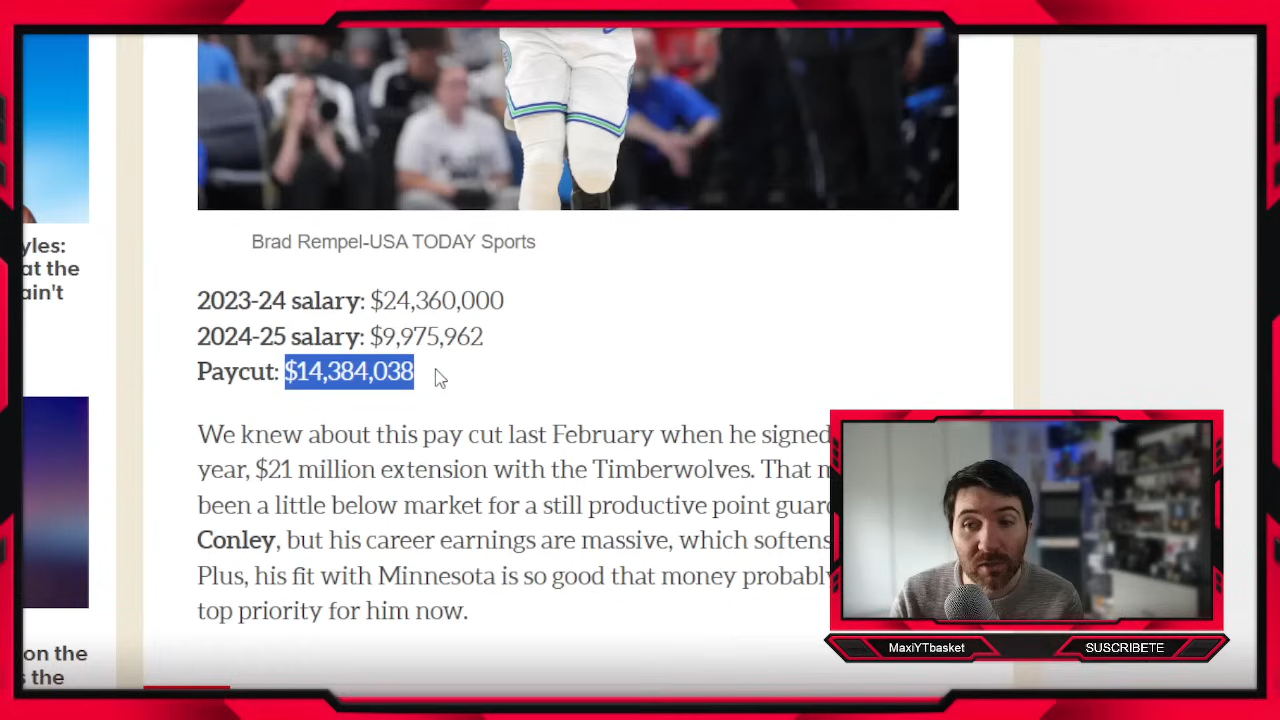 yles:
at the
ain't
on the
s the
Brad Rempel-USA TODAY Sports
2023-24 salary: $24,360,000
2024-25 salary: $9,975,962
Paycut: $14,384,038
We knew about this pay cut last February when he signed
year, $21 million extension with the Timberwolves. That
been a little below market for a still productive point
Conley, but his career earnings are massive, which softens
Plus, his fit with Minnesota is so good that money
top priority for him now.
MaxiYTbasket
SUSCRIBETE